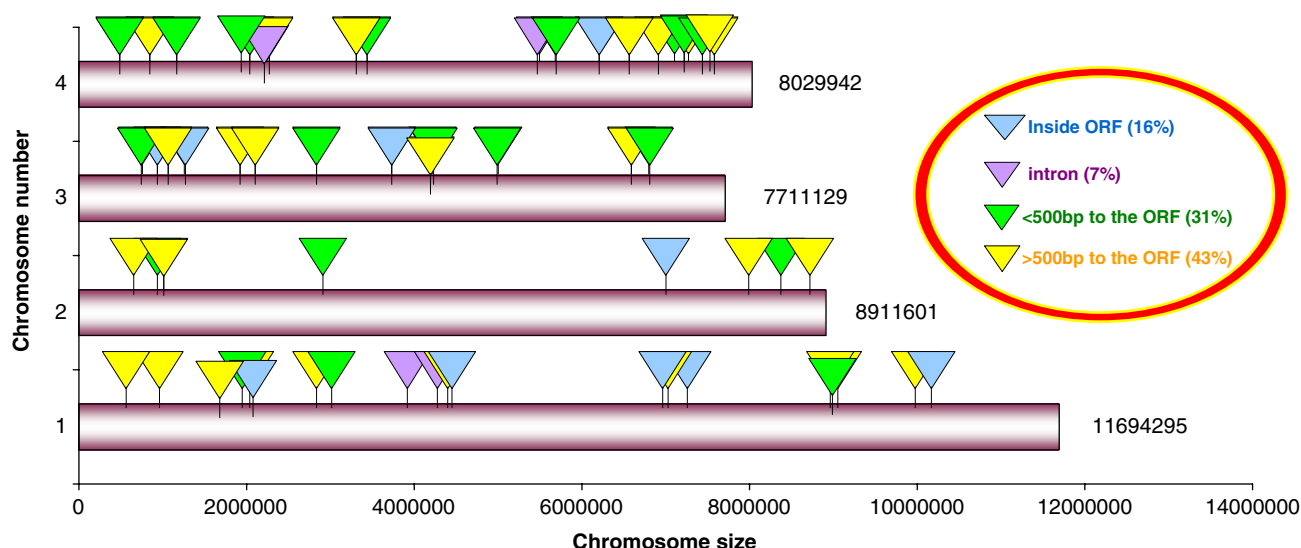 4
8029942
3
7711129
2
8911601
1
11694295
Chromosome number
Inside ORF (16%)
intron (7%)
<500bp to the ORF (31%)
>500bp to the ORF (43%)
0 2000000 4000000 6000000 8000000 10000000 12000000 14000000
Chromosome size